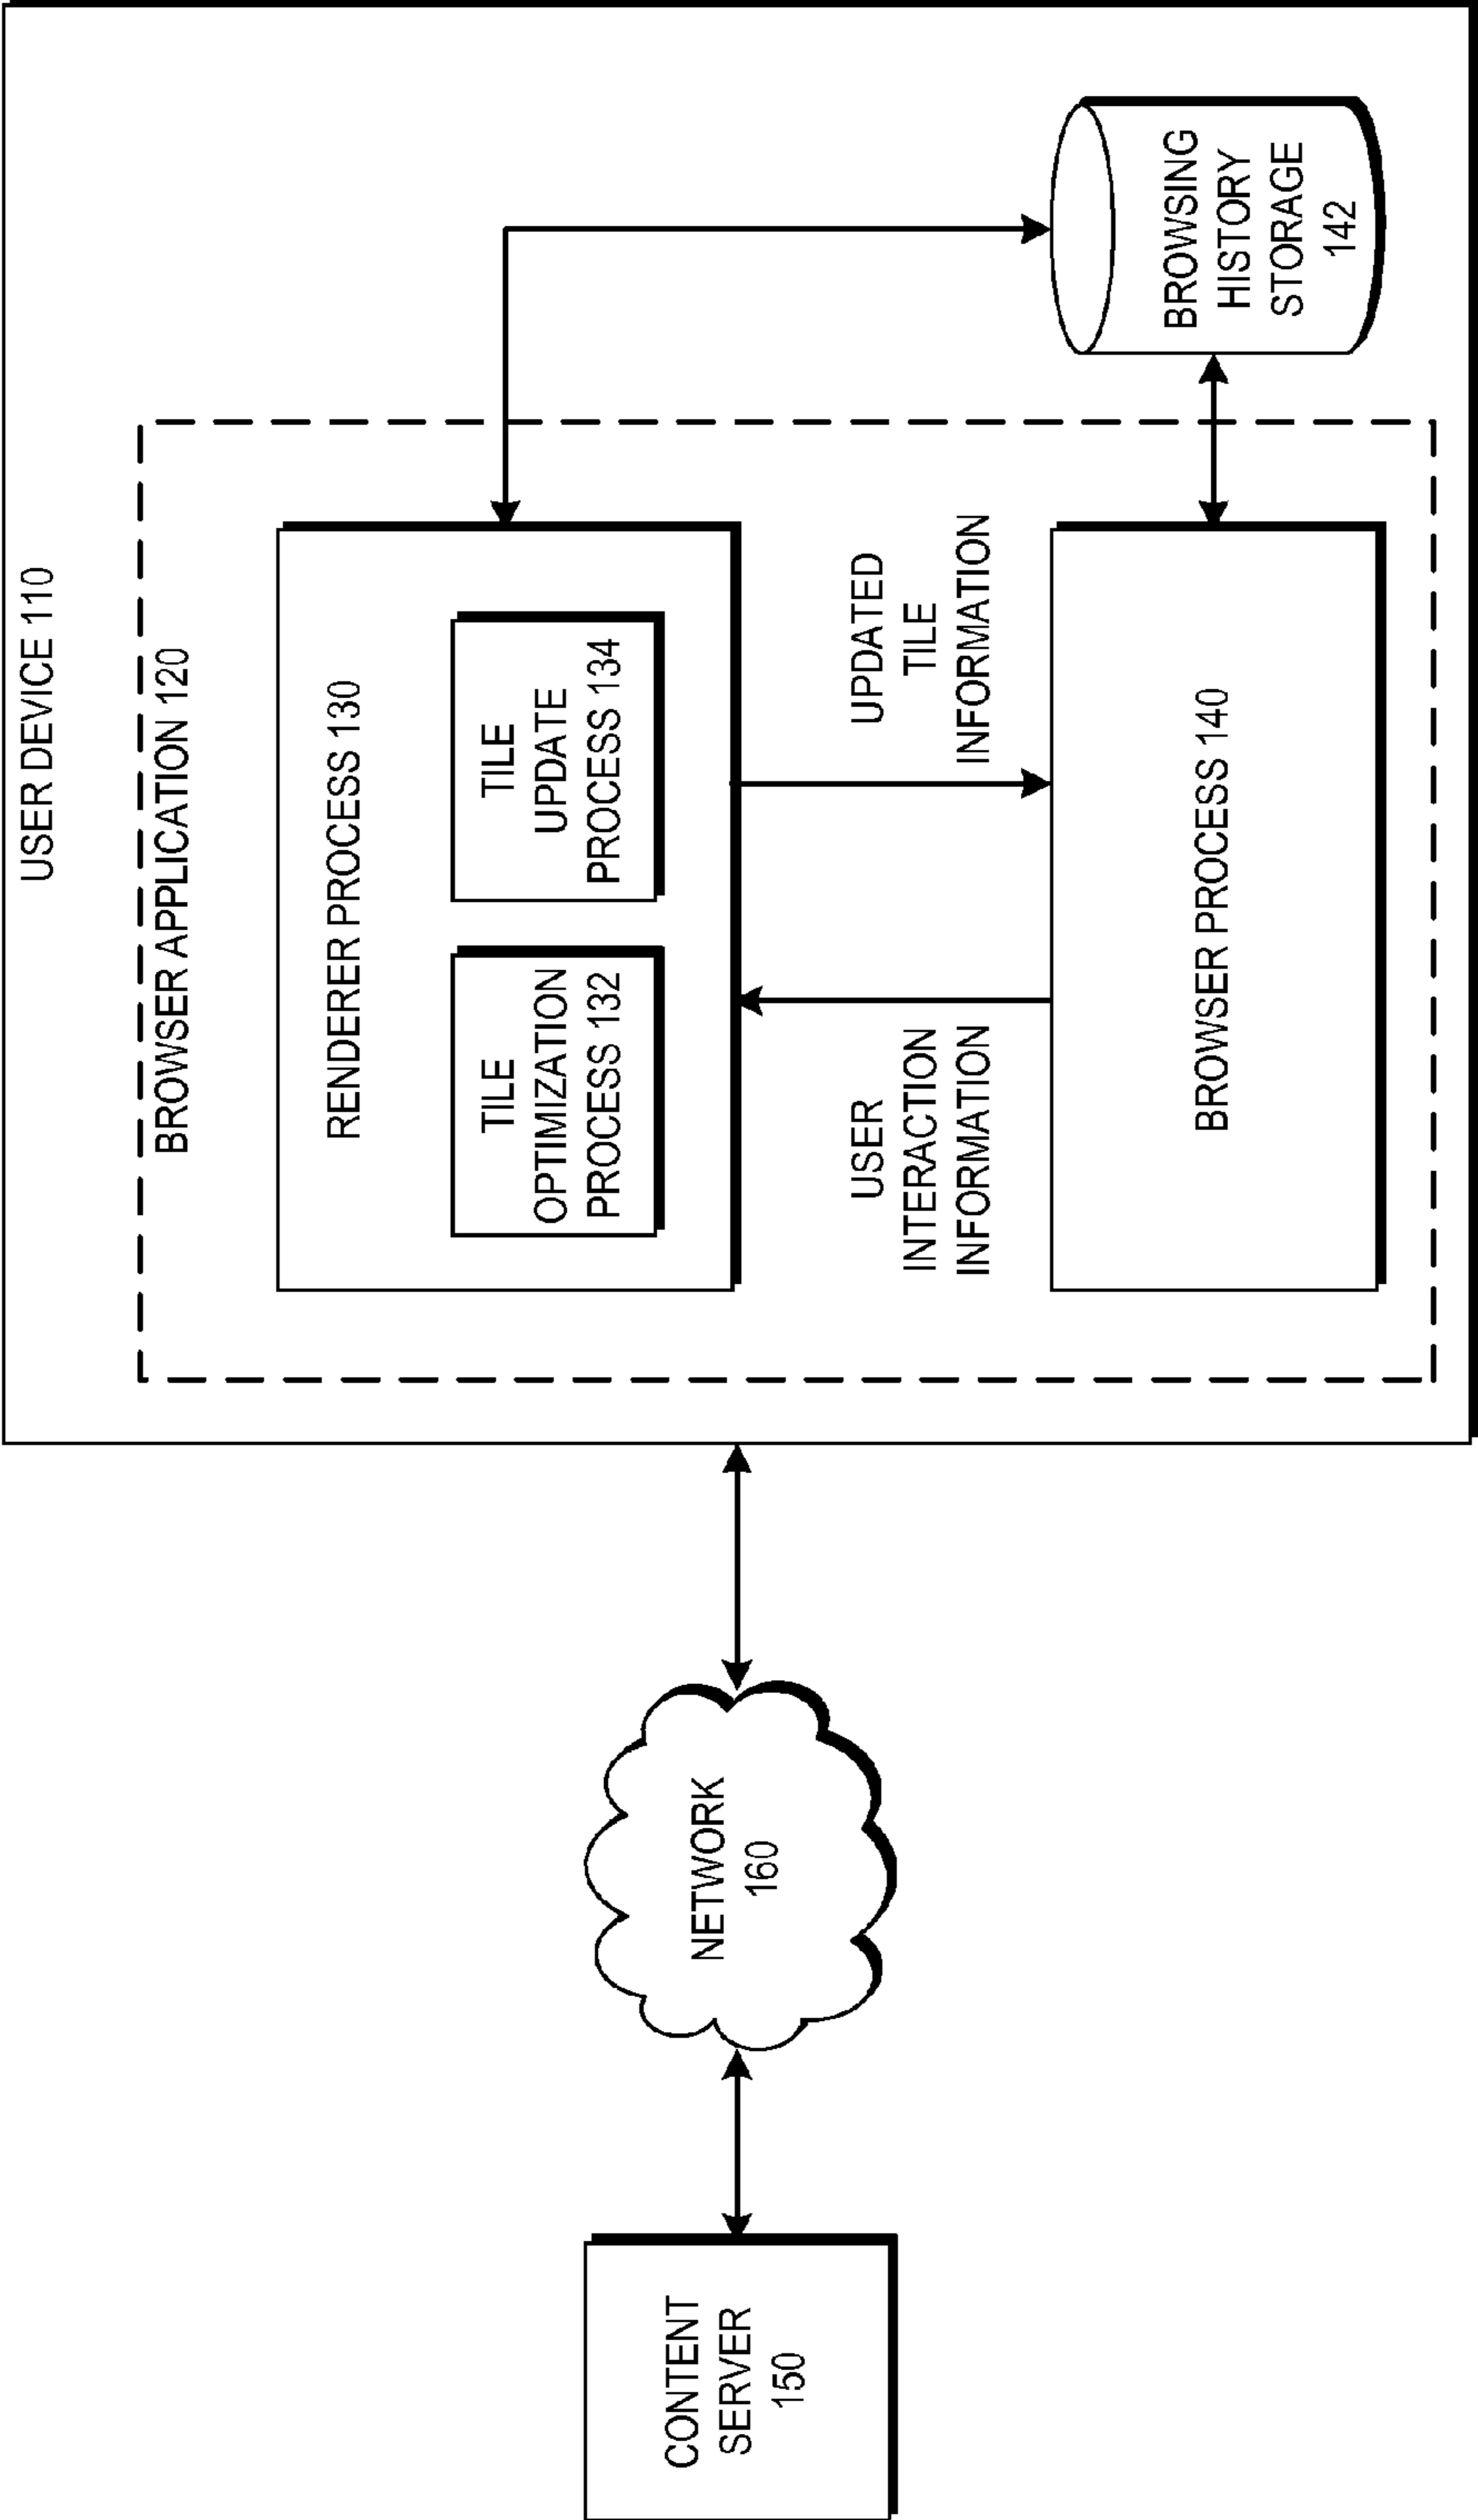 USER DEVICE 110
BROWSER APPLICATION 120
RENDERER PROCESS 130
TILE
OPTIMIZATION
PROCESS 132
TILE
UPDATE
PROCESS 134
USER
INTERACTION
INFORMATION
UPDATED
TILE
INFORMATION
BROWSER PROCESS 140
BROWSING
HISTORY
STORAGE
142
NETWORK
160
CONTENT
SERVER
150